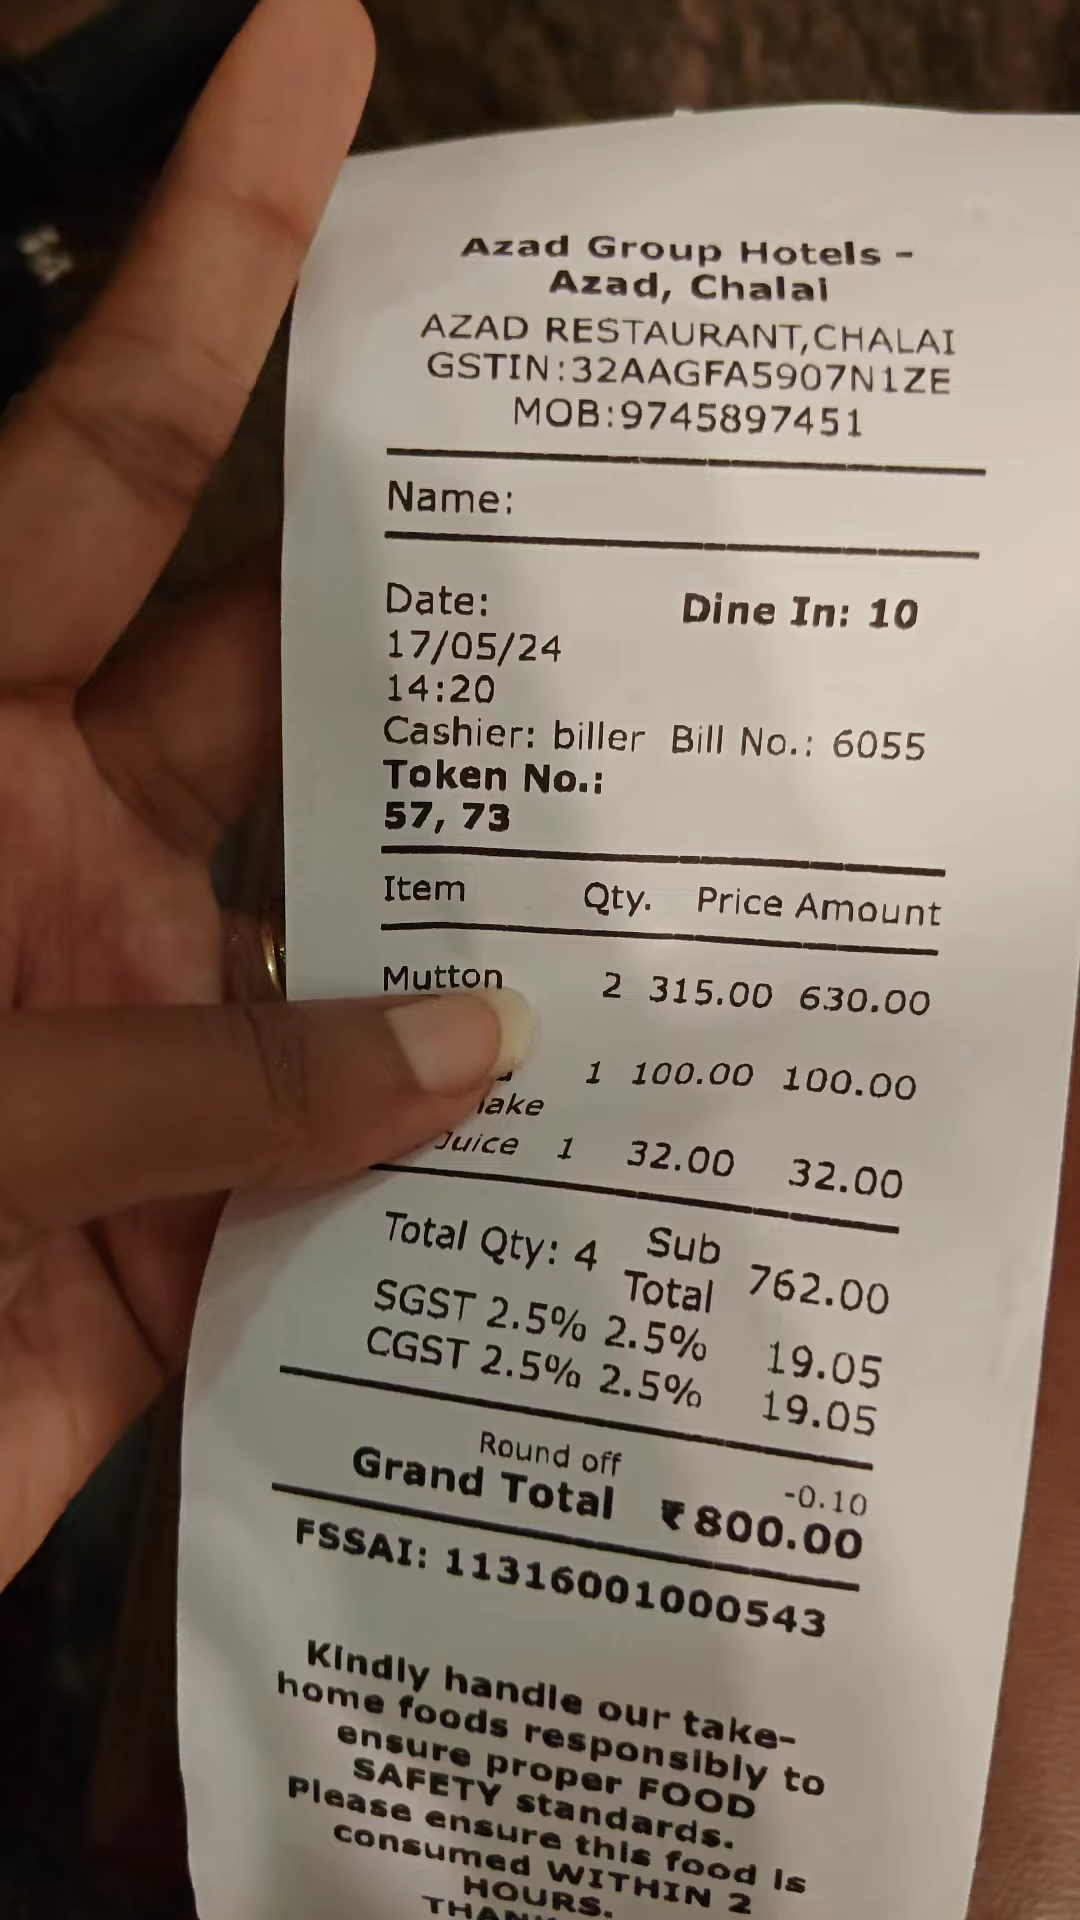 Azad Group Hotels -
Azad, Chalai
AZAD RESTAURANT,CHALAI
GSTIN:32AAGFA5907N1ZE
MOB:9745897451
Name:
Date: Dine In: 10
17/05/24
14:20
Cashier: biller Bill No.: 6055
Token No.:
57, 73
Item Qty. Price Amount
Mutton 2 315.00 630.00
1 100.00 100.00
Juice 1 32.00 32.00
Total Qty: 4 Sub Total 762.00
SGST 2.5% 2.5% 19.05
CGST 2.5% 2.5% 19.05
Round off -0.10
Grand Total ₹800.00
FSSAI: 11316001000543
Kindly handle our take-
home foods responsibly to
ensure proper FOOD
SAFETY standards.
Please ensure this food is
consumed WITHIN 2
HOURS.